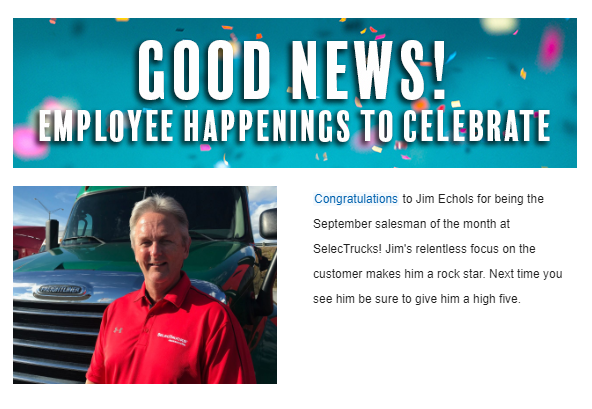 GOOD NEWS!
EMPLOYEE HAPPENINGS TO CELEBRATE
Congratulations to Jim Echols for being the
September salesman of the month at
SelecTrucks! Jim's relentless focus on the
customer makes him a rock star. Next time you
see him be sure to give him a high five.
FREIGHTLINER
SELECTRUCKS